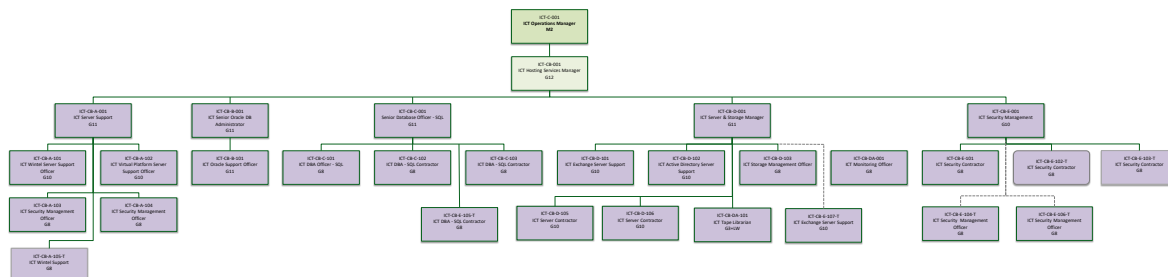 ICT-C-001
ICT Operations Manager
M2
ICT-CB-001
ICT Hosting Services Manager
G12
ICT-CB-A-001
ICT Server Support
G11
ICT-CB-B-001
ICT Senior Oracle DB
Administrator
G11
ICT-CB-C-001
Senior Database Officer - SQL
G11
ICT-CB-D-001
ICT Server & Storage Manager
G11
ICT-CB-E-001
ICT Security Management
G10
ICT-CB-A-101
ICT Wintel Server Support
Officer
G10
ICT-CB-A-102
ICT Virtual Platform Server
Support Officer
G10
ICT-CB-B-101
ICT Oracle Support Officer
G11
ICT-CB-C-101
ICT DBA Officer - SQL
G8
ICT-CB-C-102
ICT DBA - SQL Contractor
G8
ICT-CB-C-103
ICT DBA - SQL Contractor
G8
ICT-CB-D-101
ICT Exchange Server Support
G10
ICT-CB-D-102
ICT Active Directory Server
Support
G10
ICT-CB-D-103
ICT Storage Management Officer
G8
ICT-CB-DA-001
ICT Monitoring Officer
G8
ICT-CB-E-101
ICT Security Contractor
G8
ICT-CB-E-102-T
ICT Security Contractor
G8
ICT-CB-E-103-T
ICT Security Contractor
G8
ICT-CB-A-103
ICT Security Management
Officer
G8
ICT-CB-A-104
ICT Security Management
Officer
G8
ICT-CB-E-105-T
ICT DBA - SQL Contractor
G8
ICT-CB-D-105
ICT Server Contractor
G10
ICT-CB-D-106
ICT Server Contractor
G10
ICT-CB-DA-101
ICT Tape Librarian
ICT-CB-E-107-T
ICT Exchange Server Support
G10
ICT-CB-E-104-T
ICT Security Management
Officer
G8
ICT-CB-E-106-T
ICT Security Management
Officer
G8
ICT-CB-A-105-T
ICT Wintel Support
G8